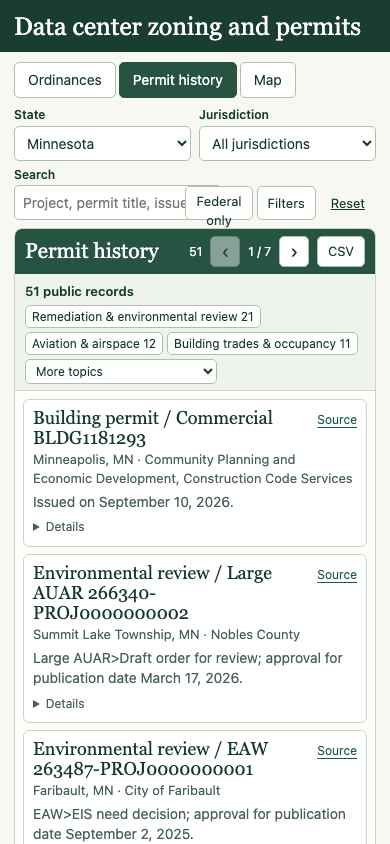 Data center zoning and permits
Ordinances
Permit history
Map
State
Jurisdiction
Minnesota
All jurisdictions
Search
Project, permit title, issue
Federal only
Filters
Reset
Permit history
51
‹
1 / 7
›
CSV
51 public records
Remediation & environmental review 21
Aviation & airspace 12
Building trades & occupancy 11
More topics
Building permit / Commercial
BLDG1181293
Source
Minneapolis, MN · Community Planning and
Economic Development, Construction Code Services
Issued on September 10, 2026.
Details
Environmental review / Large
AUAR 266340-
PROJ0000000002
Source
Summit Lake Township, MN · Nobles County
Large AUAR>Draft order for review; approval for
publication date March 17, 2026.
Details
Environmental review / EAW
263487-PROJ0000000001
Source
Faribault, MN · City of Faribault
EAW>EIS need decision; approval for publication
date September 2, 2025.